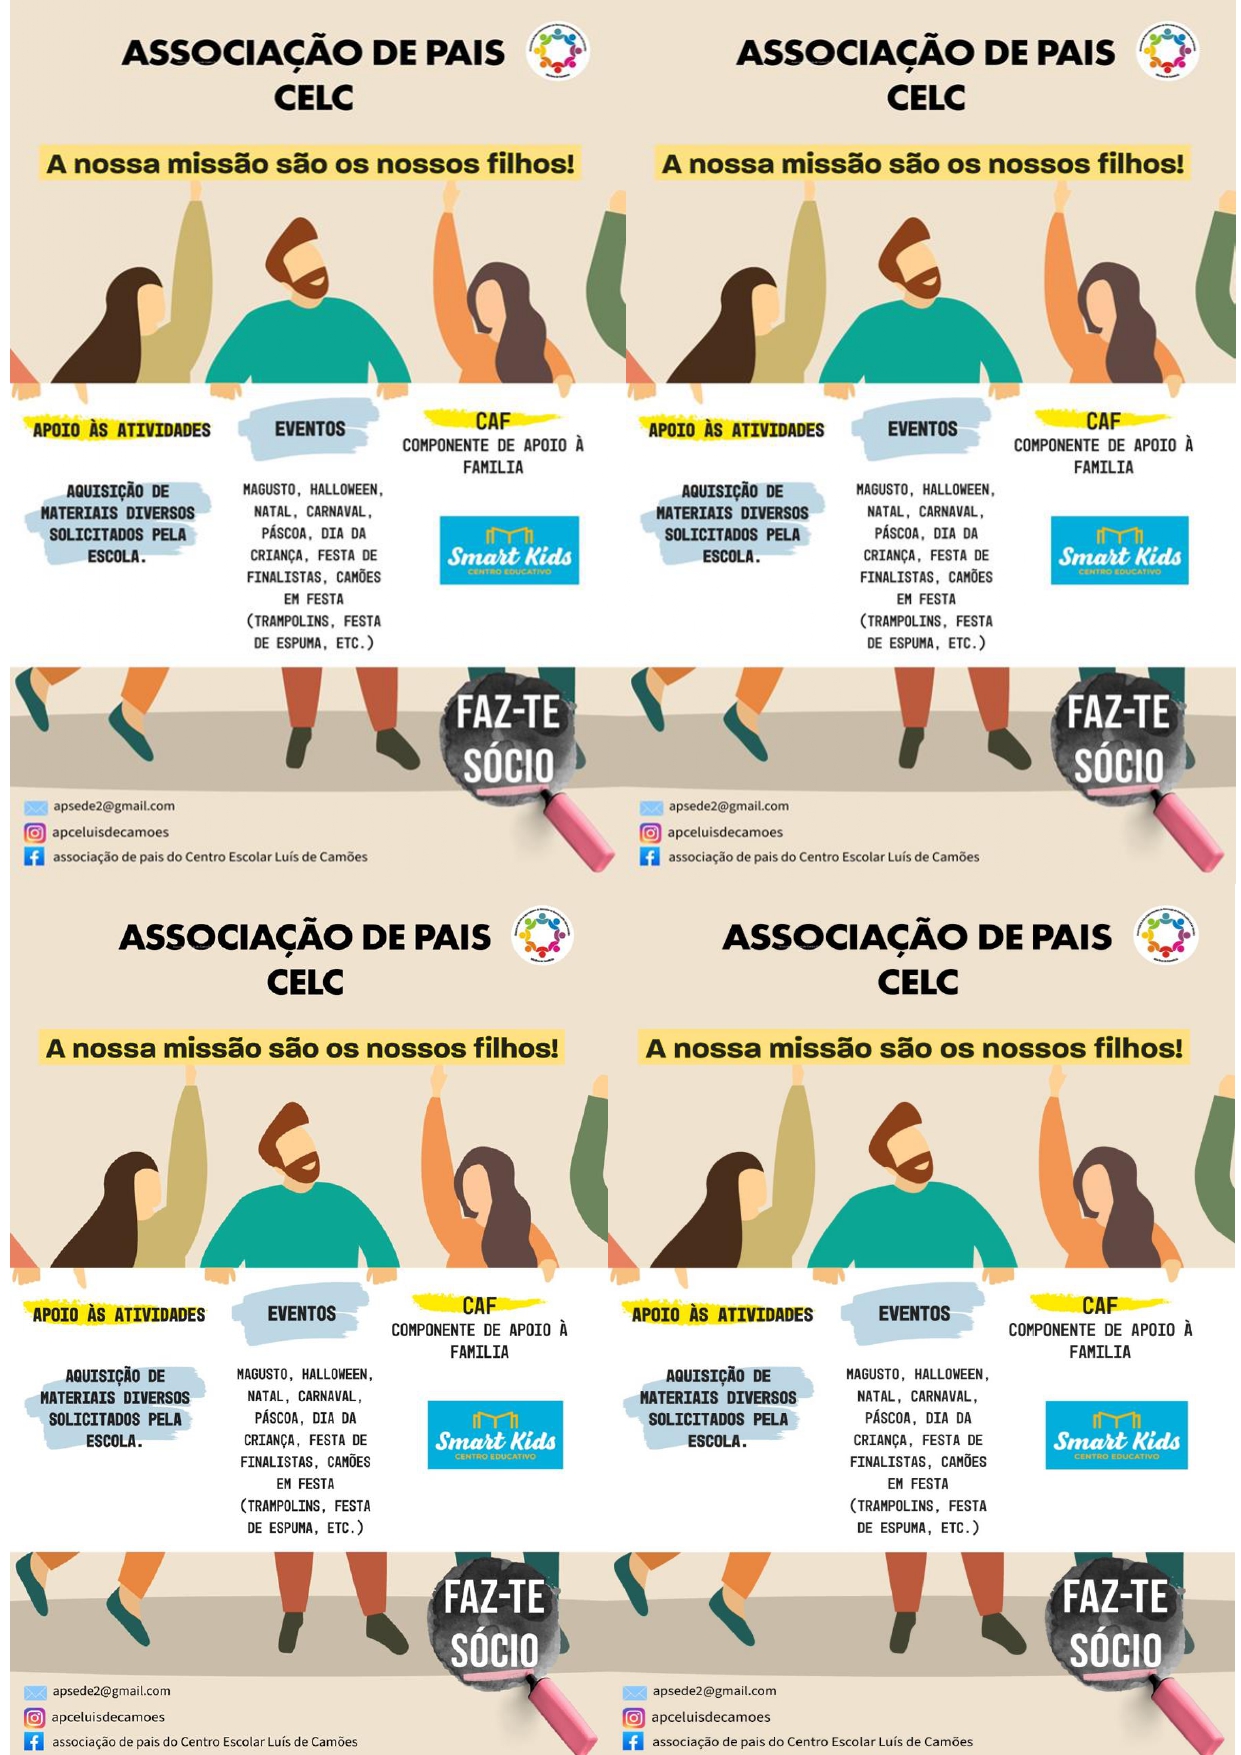 ASSOCIAÇÃO DE PAIS
CELC
A nossa missão são os nossos filhos!
APOIO ÀS ATIVIDADES
AQUISIÇÃO DE
MATERIAIS DIVERSOS
SOLICITADOS PELA
ESCOLA.
EVENTOS
MAGUSTO, HALLOWEEN,
NATAL, CARNAVAL,
PÁSCOA, DIA DA
CRIANÇA, FESTA DE
FINALISTAS, CAMÕES
EM FESTA
(TRAMPOLINS, FESTA
DE ESPUMA, ETC.)
CAF
COMPONENTE DE APOIO À
FAMILIA
Smart Kids
CENTRO EDUCATIVO
FAZ-TE
SÓCIO
apsede2@gmail.com
apceluisdecamoes
associação de pais do Centro Escolar Luís de Camões
ASSOCIAÇÃO DE PAIS
CELC
A nossa missão são os nossos filhos!
APOIO ÀS ATIVIDADES
AQUISIÇÃO DE
MATERIAIS DIVERSOS
SOLICITADOS PELA
ESCOLA.
EVENTOS
MAGUSTO, HALLOWEEN,
NATAL, CARNAVAL,
PÁSCOA, DIA DA
CRIANÇA, FESTA DE
FINALISTAS, CAMÕES
EM FESTA
(TRAMPOLINS, FESTA
DE ESPUMA, ETC.)
CAF
COMPONENTE DE APOIO À
FAMILIA
Smart Kids
CENTRO EDUCATIVO
FAZ-TE
SÓCIO
apsede2@gmail.com
apceluisdecamoes
associação de pais do Centro Escolar Luís de Camões
ASSOCIAÇÃO DE PAIS
CELC
A nossa missão são os nossos filhos!
APOIO ÀS ATIVIDADES
AQUISIÇÃO DE
MATERIAIS DIVERSOS
SOLICITADOS PELA
ESCOLA.
EVENTOS
MAGUSTO, HALLOWEEN,
NATAL, CARNAVAL,
PÁSCOA, DIA DA
CRIANÇA, FESTA DE
FINALISTAS, CAMÕES
EM FESTA
(TRAMPOLINS, FESTA
DE ESPUMA, ETC.)
CAF
COMPONENTE DE APOIO À
FAMILIA
Smart Kids
CENTRO EDUCATIVO
FAZ-TE
SÓCIO
apsede2@gmail.com
apceluisdecamoes
associação de pais do Centro Escolar Luís de Camões
ASSOCIAÇÃO DE PAIS
CELC
A nossa missão são os nossos filhos!
APOIO ÀS ATIVIDADES
AQUISIÇÃO DE
MATERIAIS DIVERSOS
SOLICITADOS PELA
ESCOLA.
EVENTOS
MAGUSTO, HALLOWEEN,
NATAL, CARNAVAL,
PÁSCOA, DIA DA
CRIANÇA, FESTA DE
FINALISTAS, CAMÕES
EM FESTA
(TRAMPOLINS, FESTA
DE ESPUMA, ETC.)
CAF
COMPONENTE DE APOIO À
FAMILIA
Smart Kids
CENTRO EDUCATIVO
FAZ-TE
SÓCIO
apsede2@gmail.com
apceluisdecamoes
associação de pais do Centro Escolar Luís de Camões